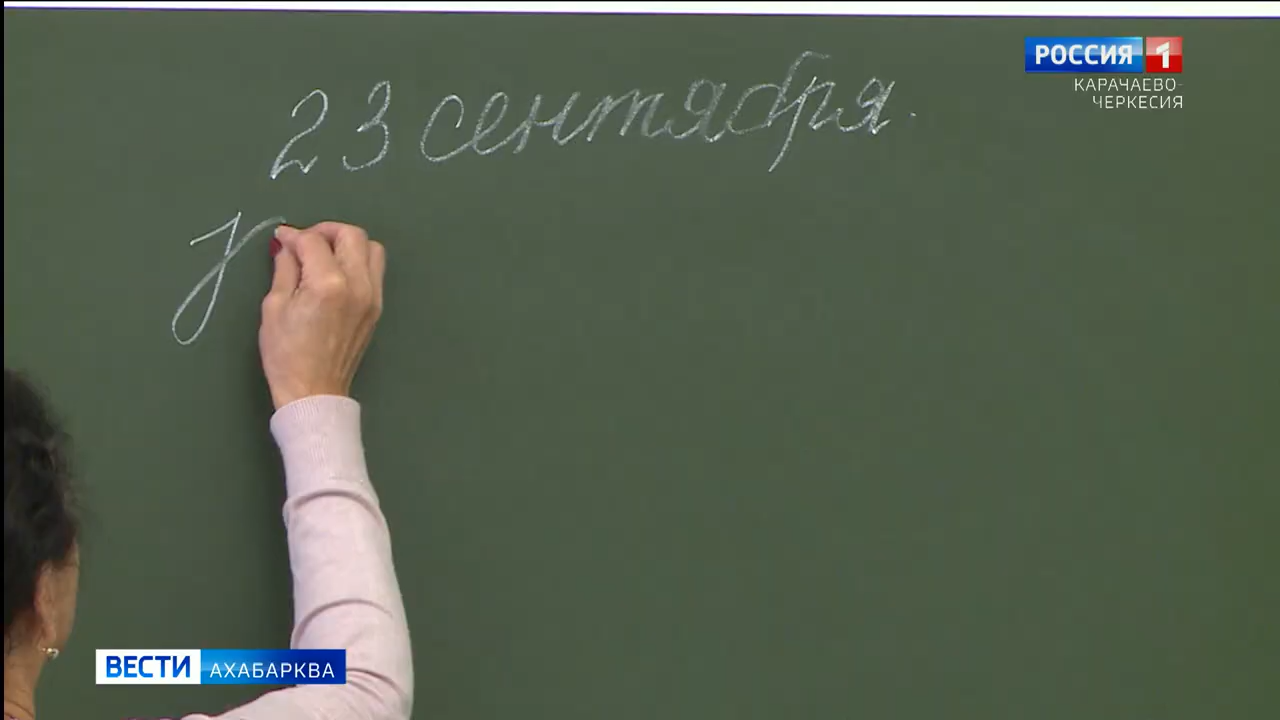 РОССИЯ 1
КАРАЧАЕВО-
ЧЕРКЕСИЯ
23 сентября.
ВЕСТИ АХАБАРКВА